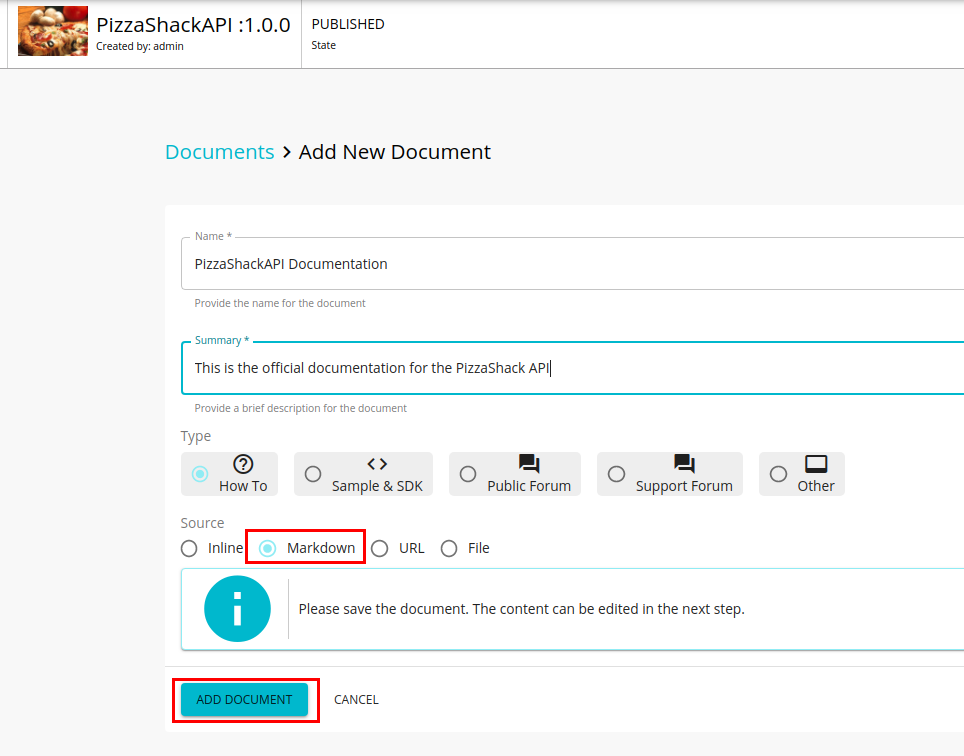 PizzaShackAPI :1.0.0
Created by: admin
PUBLISHED
State
Documents > Add New Document
Name *
PizzaShackAPI Documentation
Provide the name for the document
Summary *
This is the official documentation for the PizzaShack API
Provide a brief description for the document
Type
How To
Sample & SDK
Public Forum
Support Forum
Other
Source
Inline
Markdown
URL
File
Please save the document. The content can be edited in the next step.
ADD DOCUMENT
CANCEL